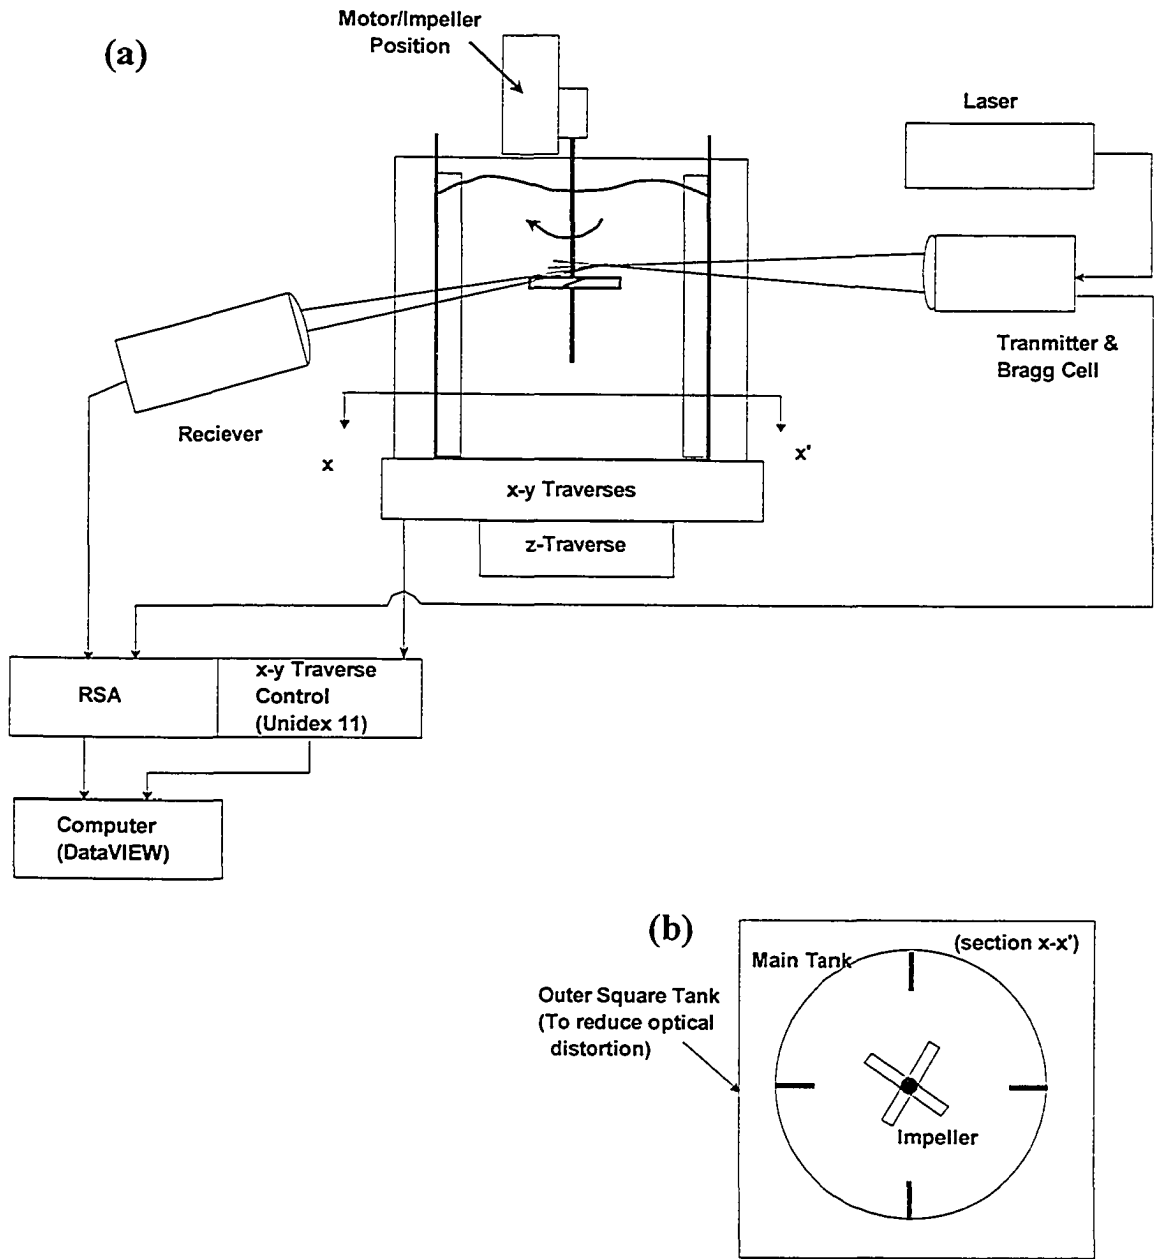 (a)
Motor/Impeller
Position
Laser
Tranmitter &
Bragg Cell
Reciever
x
x'
x-y Traverses
z-Traverse
RSA
x-y Traverse
Control
(Unidex 11)
Computer
(DataVIEW)
(b)
(section x-x')
Main Tank
Outer Square Tank
(To reduce optical
distortion)
Impeller